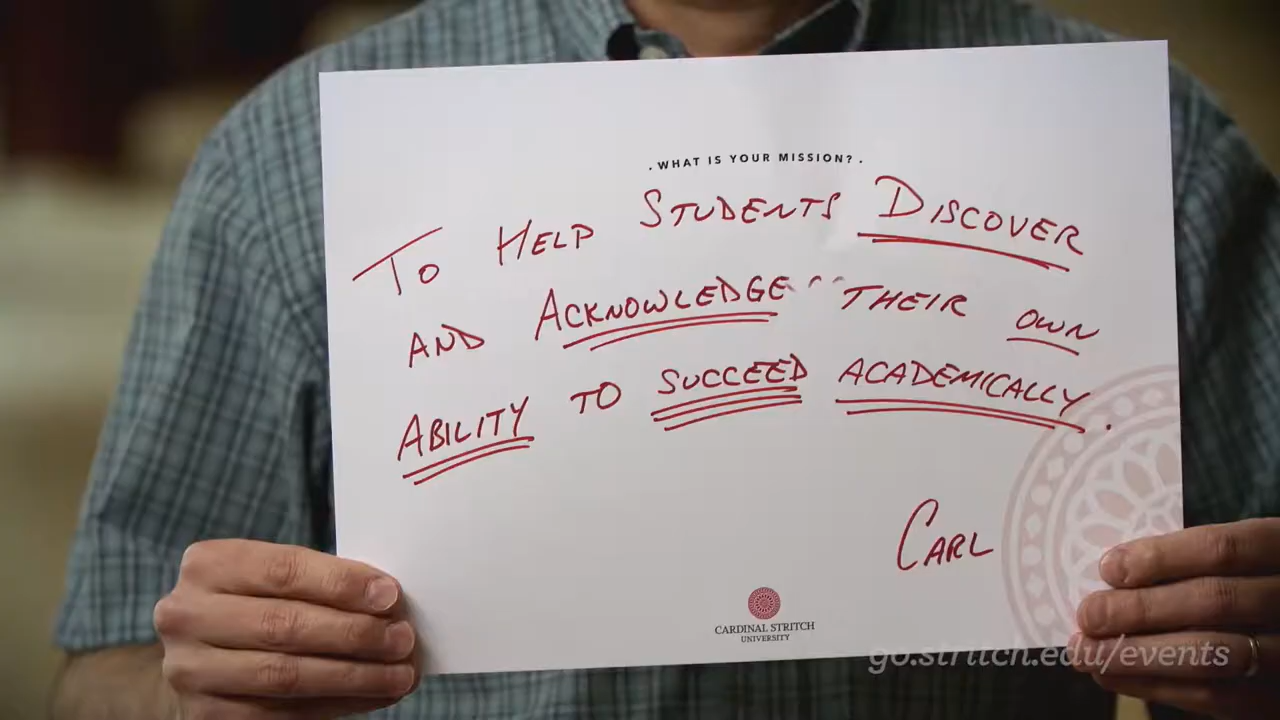 . WHAT IS YOUR MISSION? .
TO HELP STUDENTS DISCOVER
AND ACKNOWLEDGE THEIR OWN
ABILITY TO SUCCEED ACADEMICALLY.
CARL
CARDINAL STRITCH
UNIVERSITY
go.stritch.edu/events